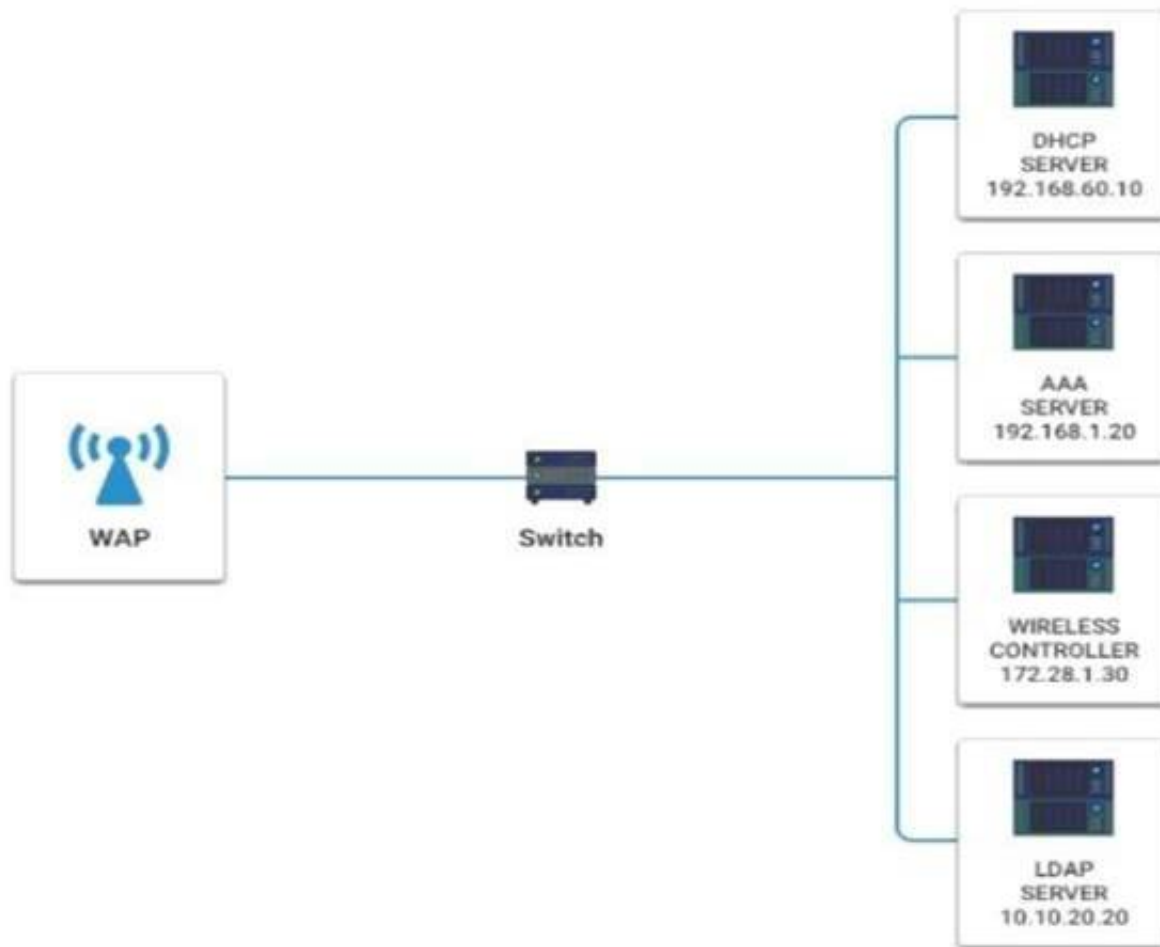 DHCP
SERVER
192.168.60.10
AAA
SERVER
192.168.1.20
WAP
Switch
WIRELESS
CONTROLLER
172.28.1.30
LDAP
SERVER
10.10.20.20